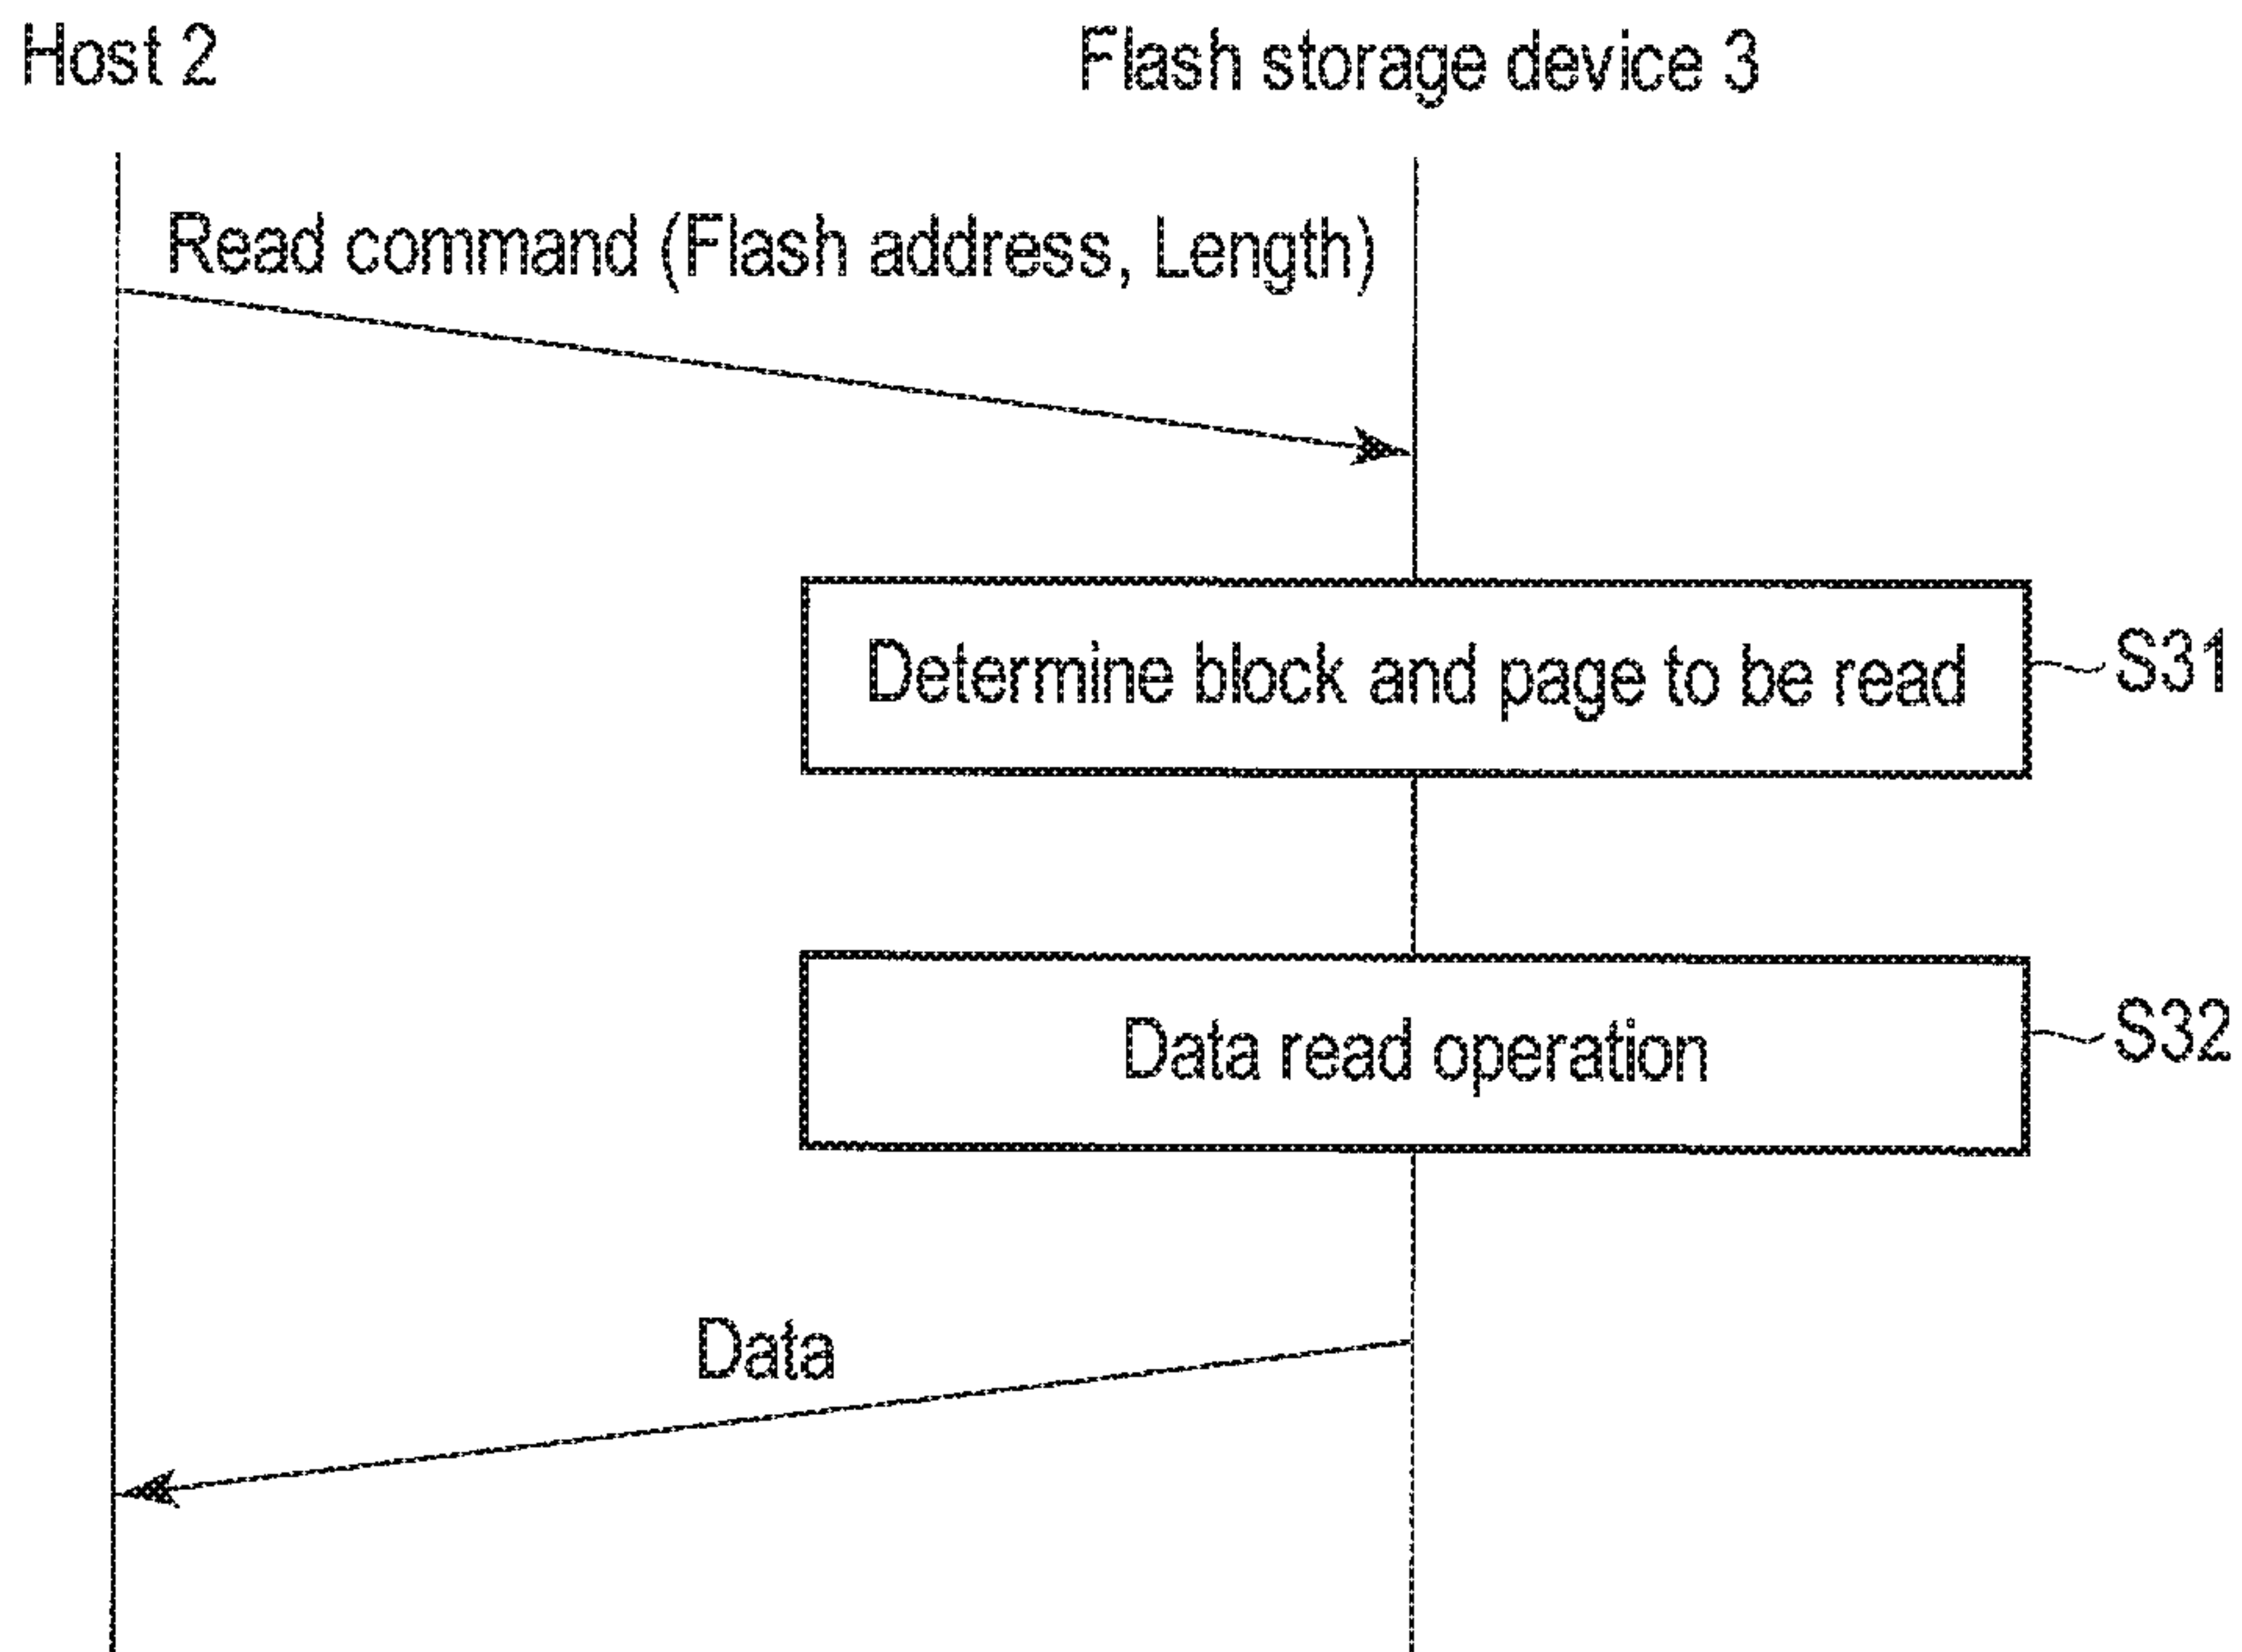 Host 2
Flash storage device 3
Read command (Flash address, Length)
Determine block and page to be read
S31
Data read operation
S32
Data